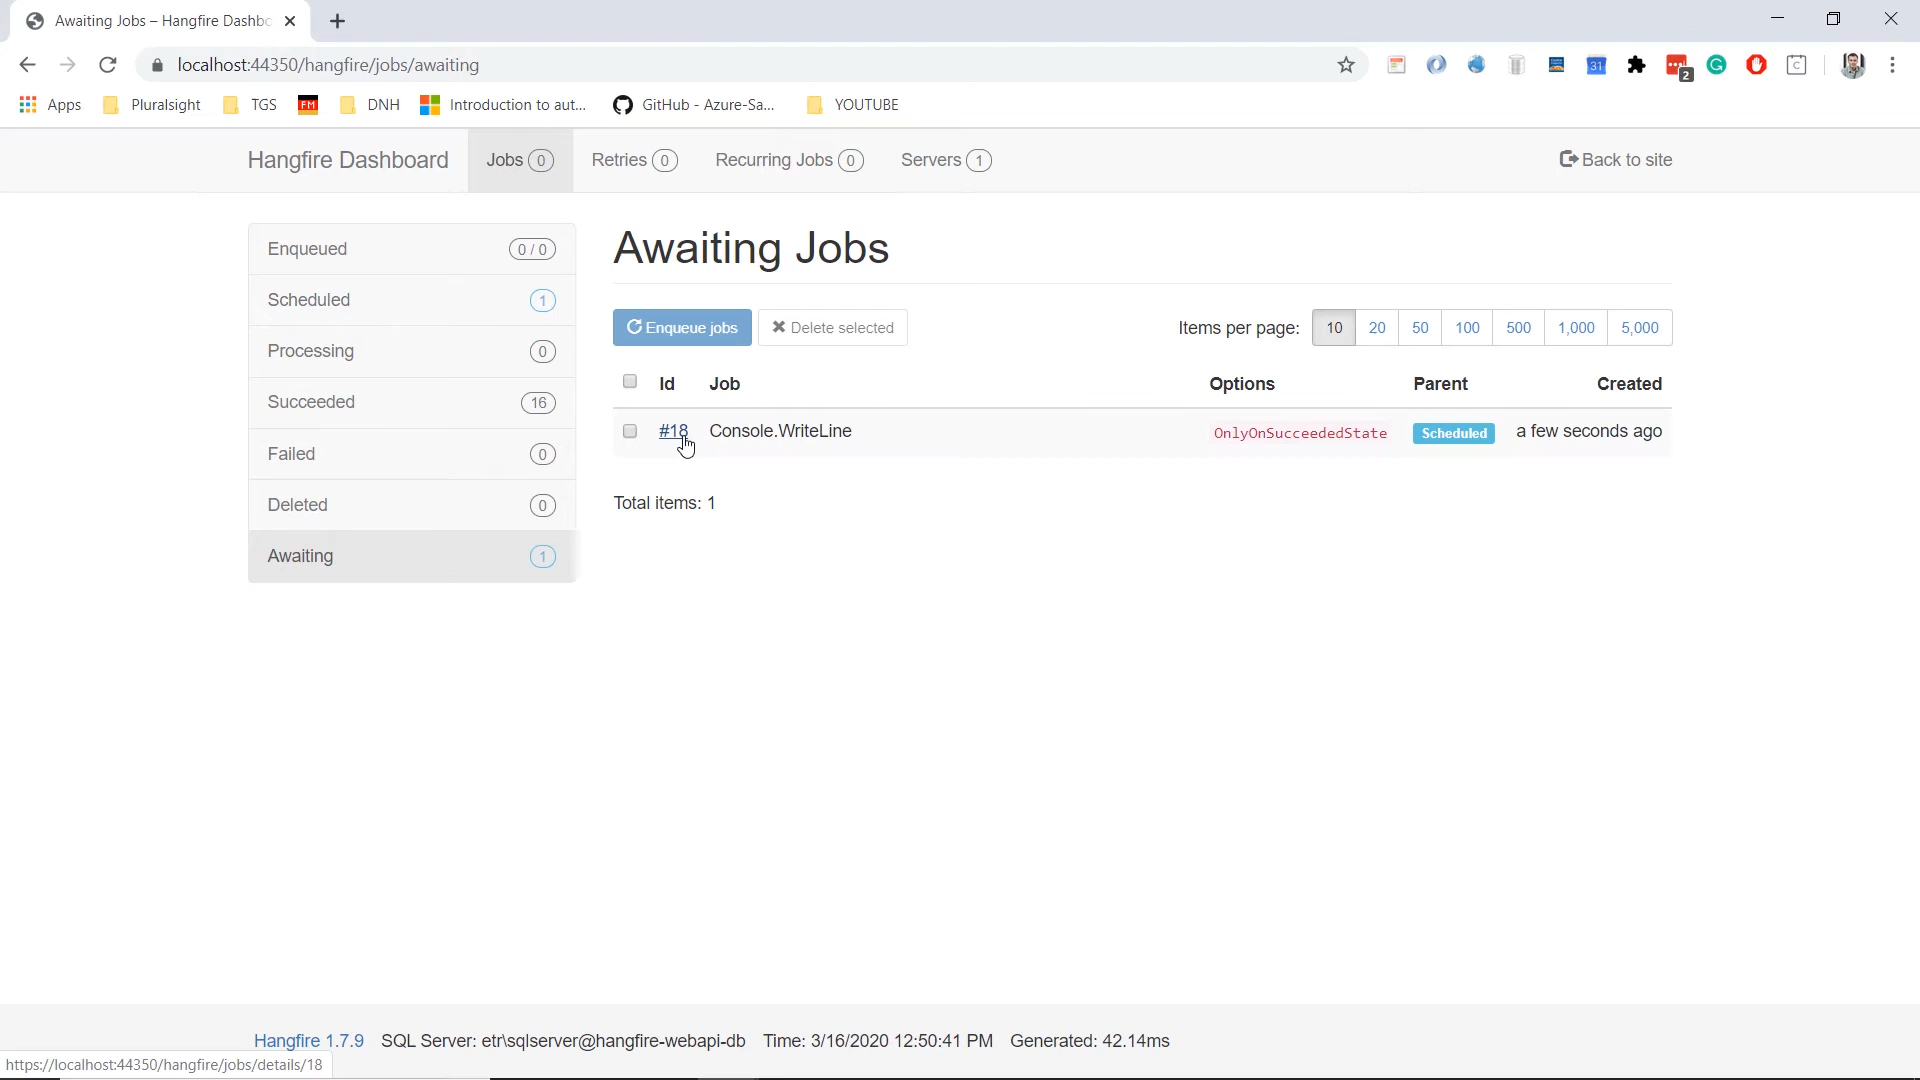 Awaiting Jobs – Hangfire Dashbo
localhost:44350/hangfire/jobs/awaiting
31
2
G
C
Apps
Pluralsight
TGS
FM
DNH
Introduction to aut...
GitHub - Azure-Sa...
YOUTUBE
Hangfire Dashboard
Jobs 0
Retries 0
Recurring Jobs 0
Servers 1
Back to site
Enqueued 0 / 0
Scheduled 1
Processing 0
Succeeded 16
Failed 0
Deleted 0
Awaiting 1
Awaiting Jobs
Enqueue jobs
Delete selected
Items per page: 10 20 50 100 500 1,000 5,000
Id Job Options Parent Created
#18 Console.WriteLine OnlyOnSucceededState Scheduled a few seconds ago
Total items: 1
Hangfire 1.7.9 SQL Server: etr\sqlserver@hangfire-webapi-db Time: 3/16/2020 12:50:41 PM Generated: 42.14ms
https://localhost:44350/hangfire/jobs/details/18